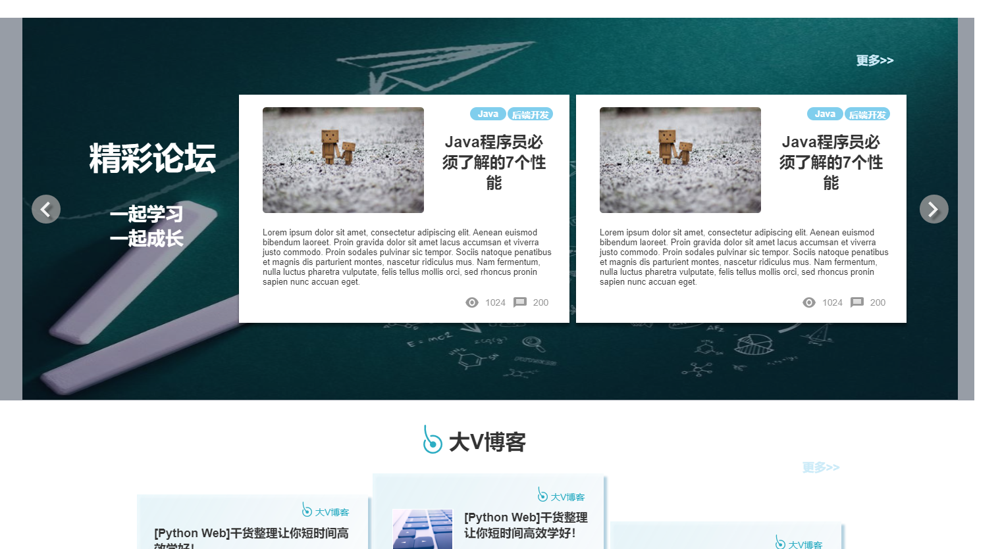 更多>>
精彩论坛
一起学习
一起成长
Java 后端开发
Java程序员必
须了解的7个性
能
Lorem ipsum dolor sit amet, consectetur adipiscing elit. Aenean euismod
bibendum laoreet. Proin gravida dolor sit amet lacus accumsan et viverra
justo commodo. Proin sodales pulvinar sic tempor. Sociis natoque penatibus
et magnis dis parturient montes, nascetur ridiculus mus. Nam fermentum,
nulla luctus pharetra vulputate, felis tellus mollis orci, sed rhoncus pronin
sapien nunc accuan eget.
1024 200
Java 后端开发
Java程序员必
须了解的7个性
能
Lorem ipsum dolor sit amet, consectetur adipiscing elit. Aenean euismod
bibendum laoreet. Proin gravida dolor sit amet lacus accumsan et viverra
justo commodo. Proin sodales pulvinar sic tempor. Sociis natoque penatibus
et magnis dis parturient montes, nascetur ridiculus mus. Nam fermentum,
nulla luctus pharetra vulputate, felis tellus mollis orci, sed rhoncus pronin
sapien nunc accuan eget.
1024 200
E = mc2
大V博客
更多>>
大V博客
[Python Web]干货整理让你短时间高
效学好！
大V博客
[Python Web]干货整理
让你短时间高效学好！
大V博客